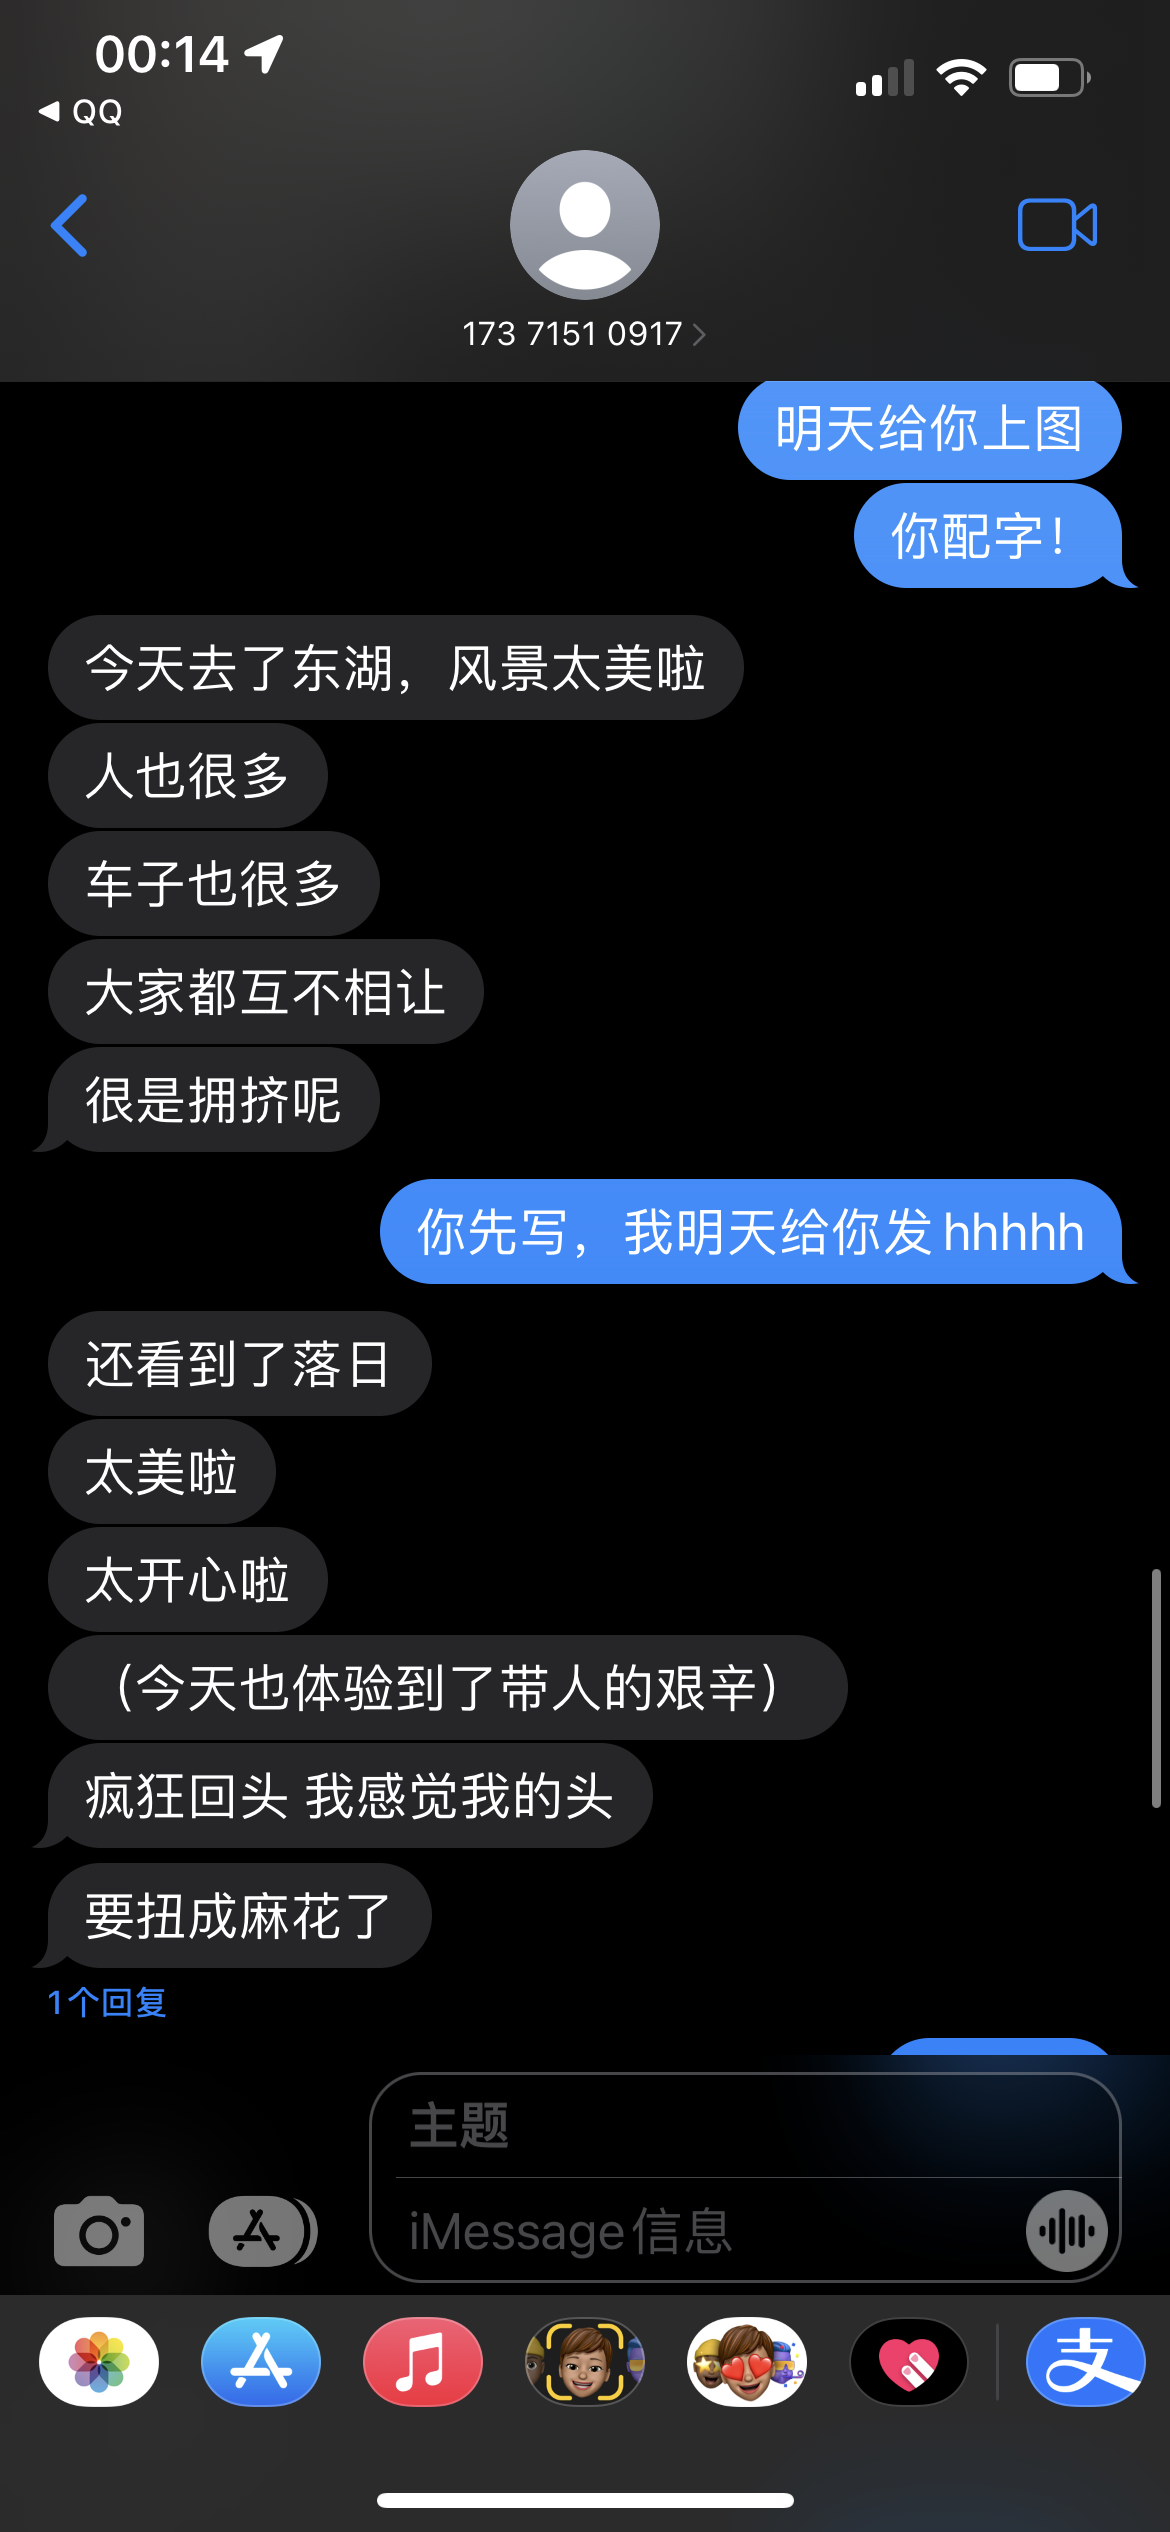 00:14
QQ
173 7151 0917
明天给你上图
你配字！
今天去了东湖，风景太美啦
人也很多
车子也很多
大家都互不相让
很是拥挤呢
你先写，我明天给你发hhhhh
还看到了落日
太美啦
太开心啦
（今天也体验到了带人的艰辛）
疯狂回头 我感觉我的头
要扭成麻花了
1个回复
主题
iMessage信息
支